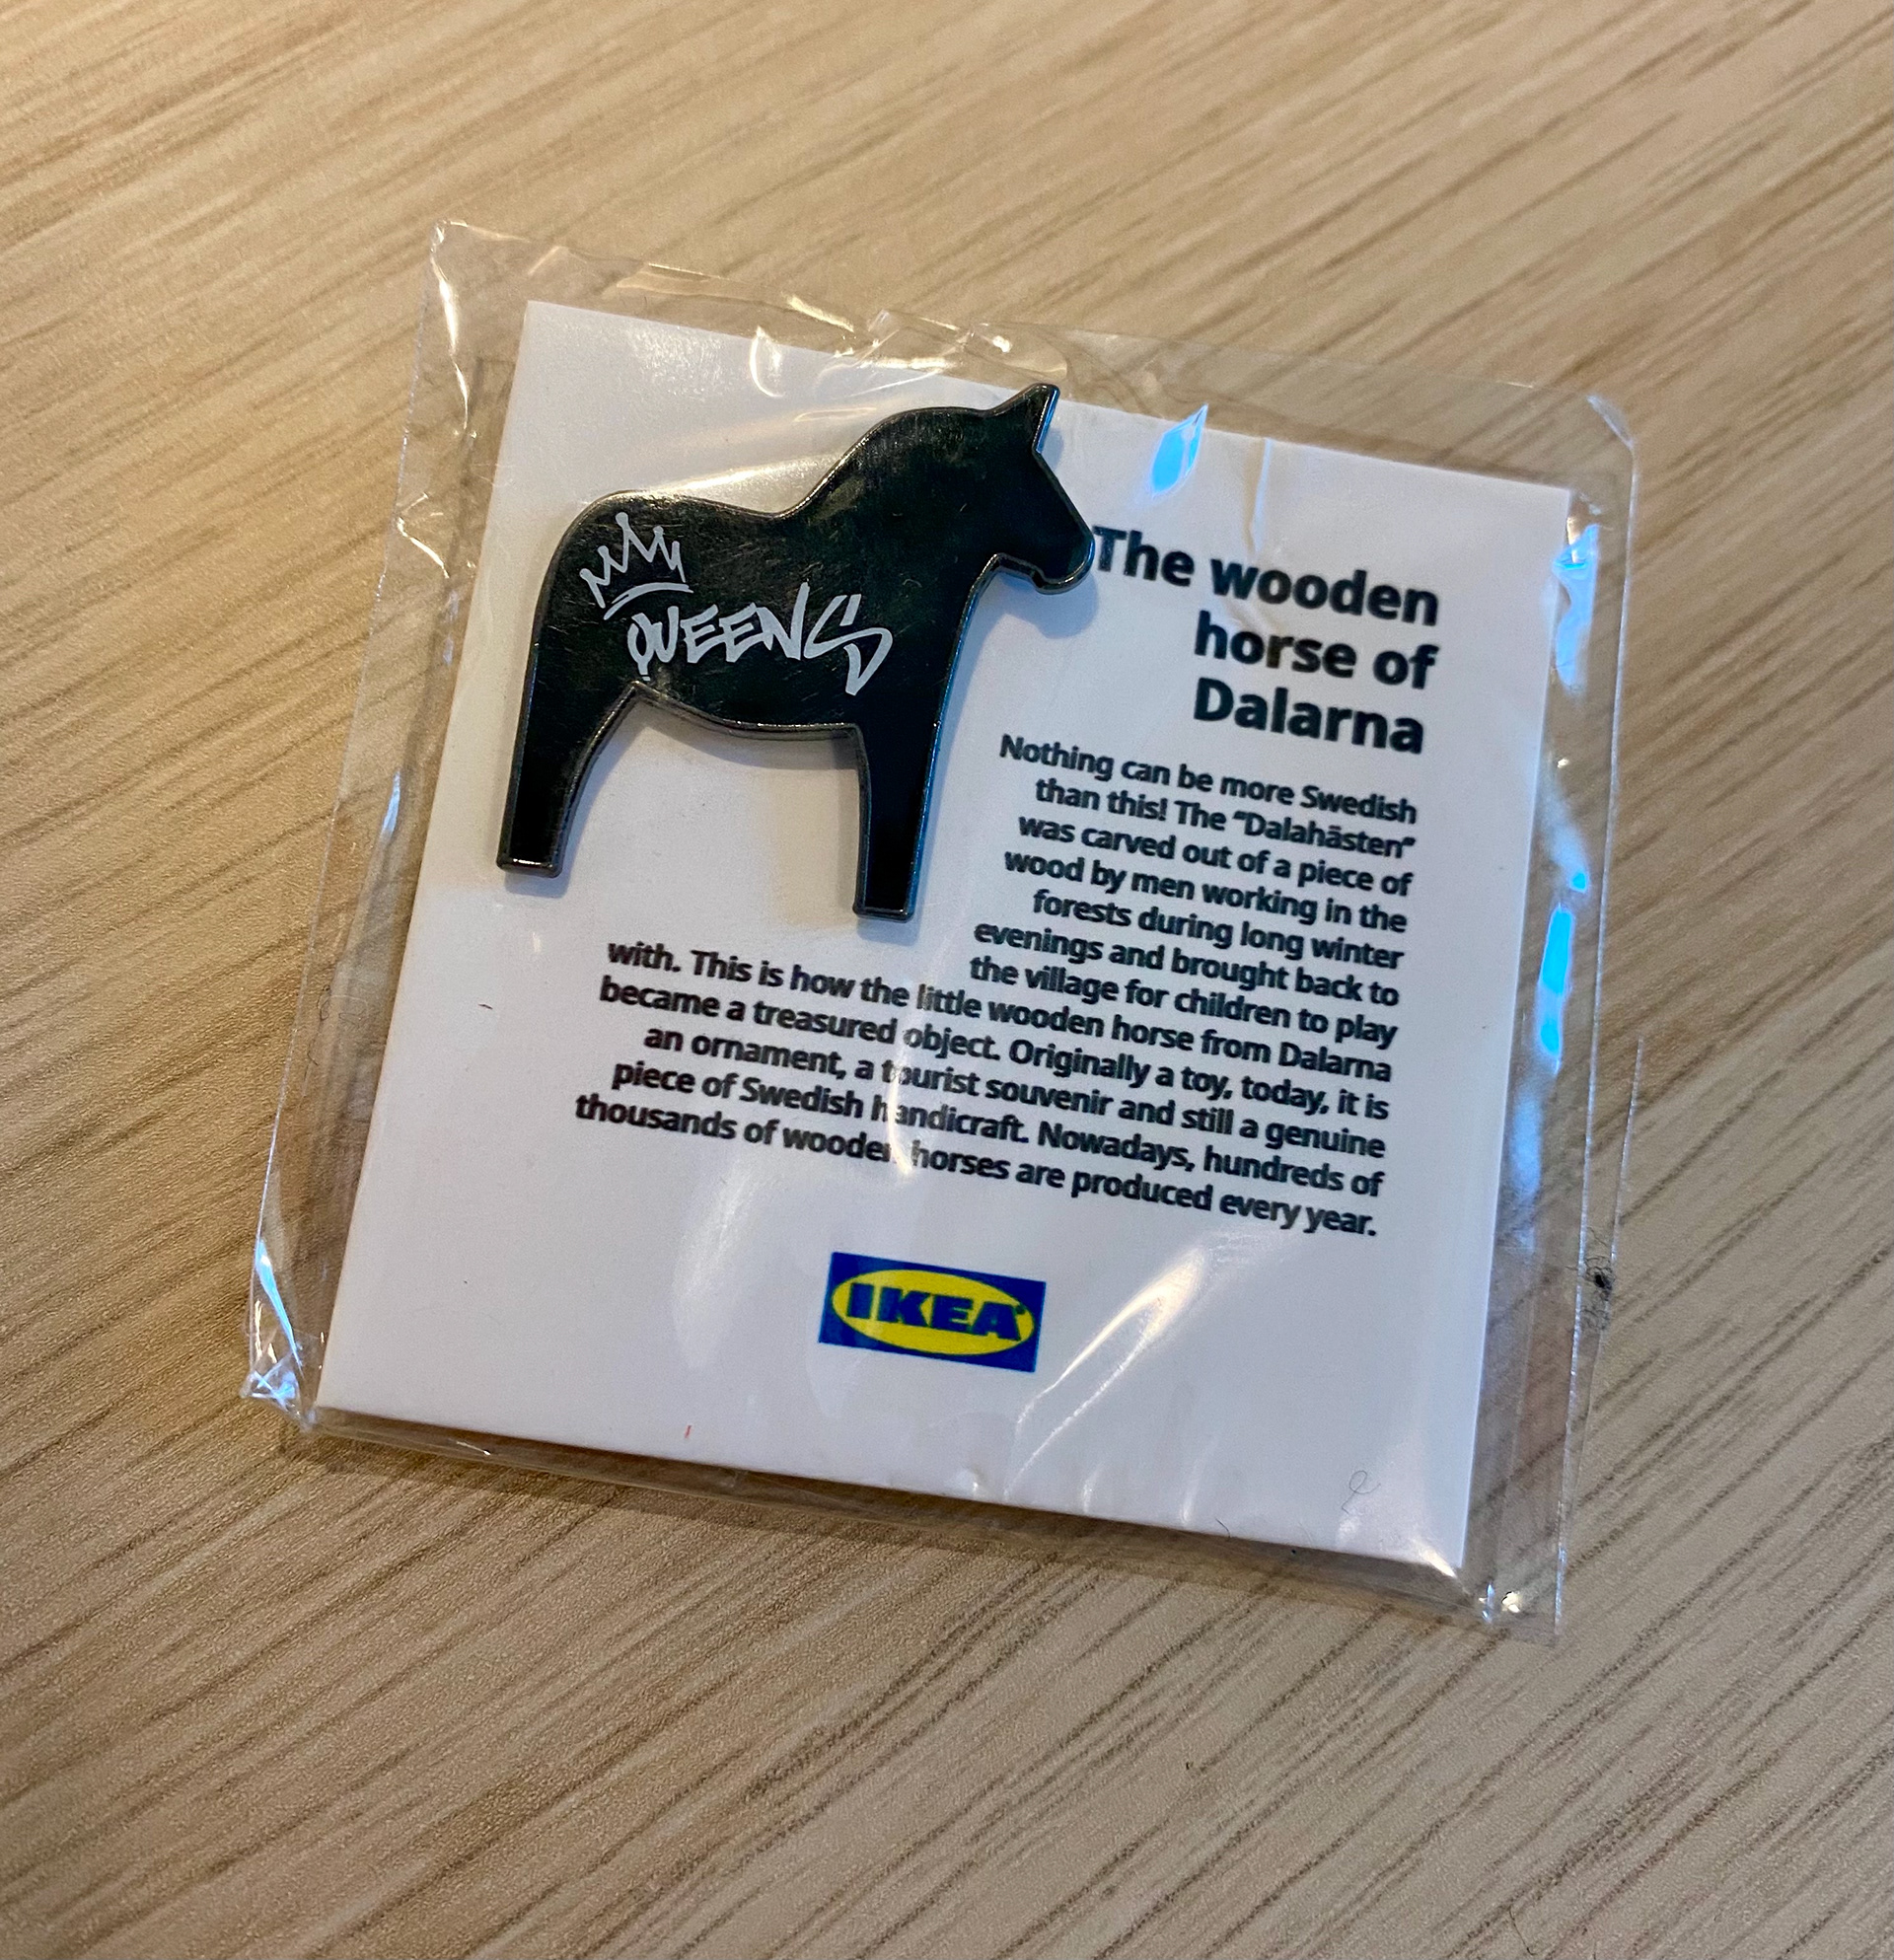 QUEENS
The wooden
horse of
Dalarna
Nothing can be more Swedish
than this! The “Dalahästen”
was carved out of a piece of
wood by men working in the
forests during long winter
evenings and brought back to
the village for children to play
with. This is how the little wooden horse from Dalarna
became a treasured object. Originally a toy, today, it is
an ornament, a tourist souvenir and still a genuine
piece of Swedish handicraft. Nowadays, hundreds of
thousands of wooden horses are produced every year.
IKEA